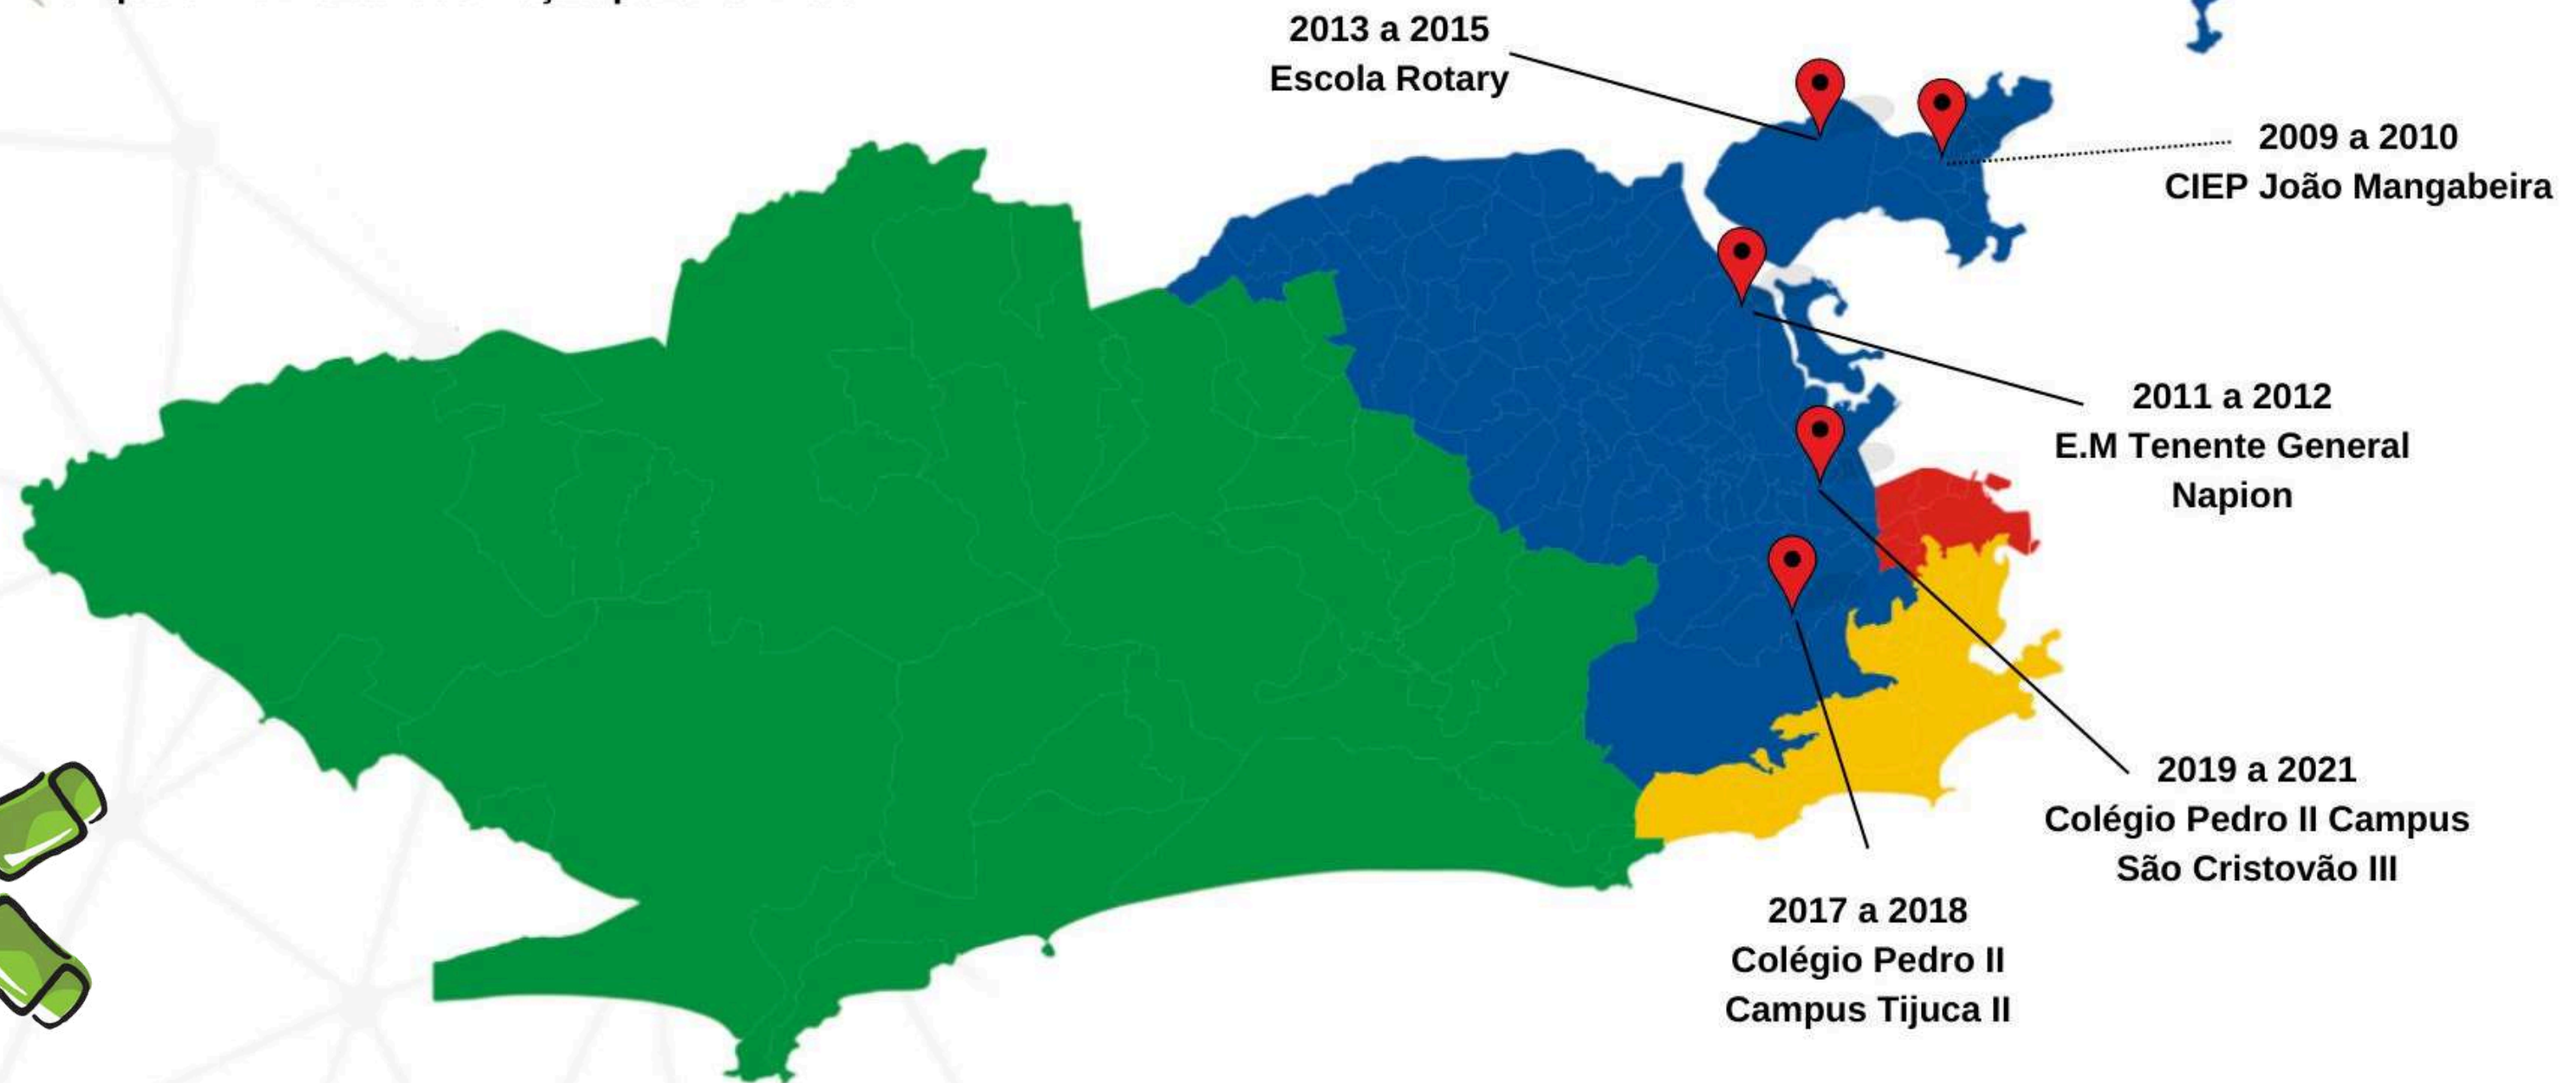 2013 a 2015
Escola Rotary
2009 a 2010
CIEP João Mangabeira
2011 a 2012
E.M Tenente General
Napion
2019 a 2021
Colégio Pedro II Campus
São Cristovão III
2017 a 2018
Colégio Pedro II
Campus Tijuca II